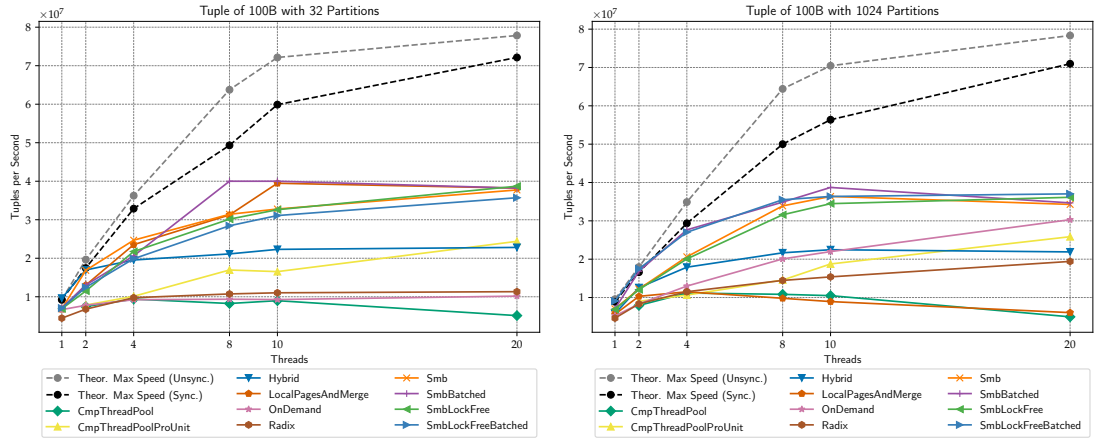 Tuple of 100B with 32 Partitions
×10⁷
8
7
6
5
4
3
2
1
Tuples per Second
1 2 4 8 10 20
Threads
Theor. Max Speed (Unsync.)
Theor. Max Speed (Sync.)
CmpThreadPool
CmpThreadPoolProUnit
Hybrid
LocalPagesAndMerge
OnDemand
Radix
Smb
SmbBatched
SmbLockFree
SmbLockFreeBatched
Tuple of 100B with 1024 Partitions
×10⁷
8
7
6
5
4
3
2
1
Tuples per Second
1 2 4 8 10 20
Threads
Theor. Max Speed (Unsync.)
Theor. Max Speed (Sync.)
CmpThreadPool
CmpThreadPoolProUnit
Hybrid
LocalPagesAndMerge
OnDemand
Radix
Smb
SmbBatched
SmbLockFree
SmbLockFreeBatched